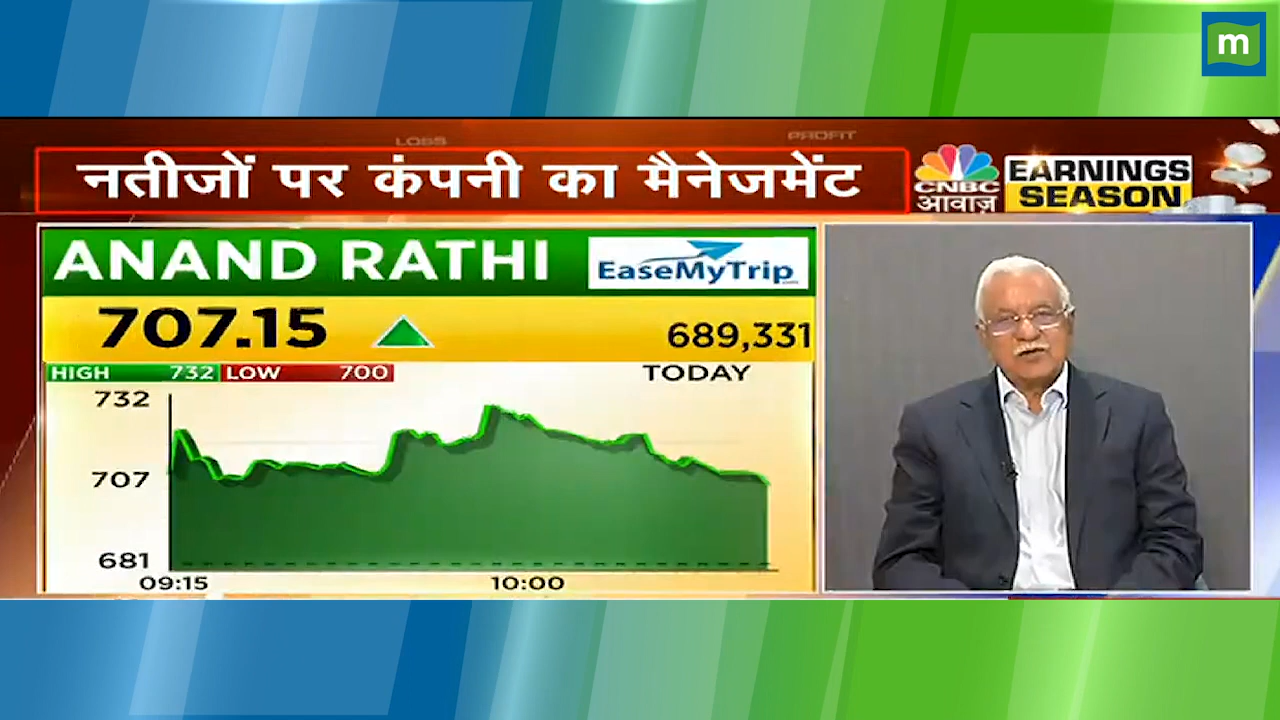 m
LOSS
PROFIT
नतीजों पर कंपनी का मैनेजमेंट
CNBC
आवाज़
EARNINGS
SEASON
ANAND RATHI
EaseMyTrip.com
707.15
689,331
HIGH 732 LOW 700
TODAY
732
707
681
09:15
10:00